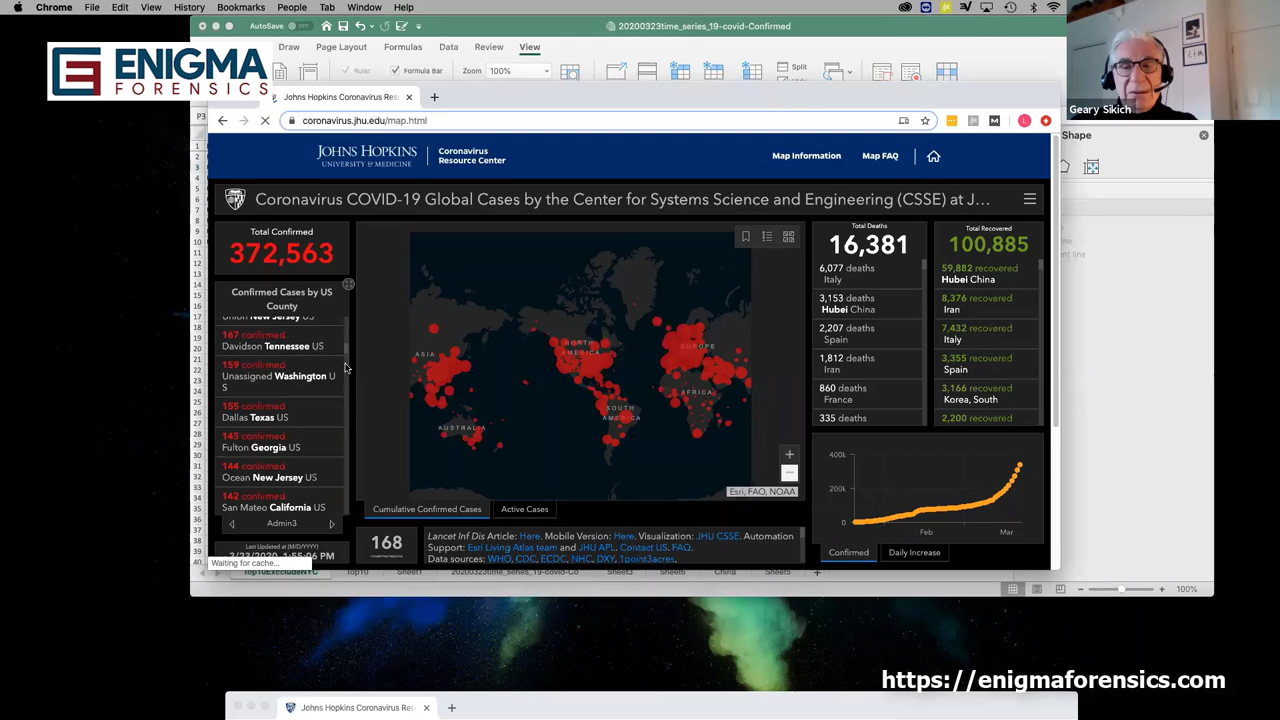 Chrome File Edit View History Bookmarks People Tab Window Help
AutoSave OFF
20200323time_series_19-covid-Confirmed
Draw Page Layout Formulas Data Review View
Ruler Formula Bar Zoom 100% Split
ENIGMA
FORENSICS
Geary Sikich
Johns Hopkins Coronavirus Res
coronavirus.jhu.edu/map.html
P3
Shape
JOHNS HOPKINS
UNIVERSITY & MEDICINE
Coronavirus
Resource Center
Map Information Map FAQ
Coronavirus COVID-19 Global Cases by the Center for Systems Science and Engineering (CSSE) at J...
Total Confirmed
372,563
Confirmed Cases by US
County
Union New Jersey US
167 confirmed
Davidson Tennessee US
159 confirmed
Unassigned Washington U
S
155 confirmed
Dallas Texas US
145 confirmed
Fulton Georgia US
144 confirmed
Ocean New Jersey US
142 confirmed
San Mateo California US
Admin3
Last Updated at (M/D/YYYY)
3/23/2020, 1:55:06 PM
Waiting for cache...
ASIA
NORTH
AMERICA
EUROPE
AFRICA
SOUTH
AMERICA
AUSTRALIA
Esri, FAO, NOAA
Cumulative Confirmed Cases Active Cases
168
countries/regions
Lancet Inf Dis Article: Here. Mobile Version: Here. Visualization: JHU CSSE. Automation
Support: Esri Living Atlas team and JHU APL. Contact US. FAQ.
Data sources: WHO, CDC, ECDC, NHC, DXY, 1point3acres,
Total Deaths
16,381
6,077 deaths
Italy
3,153 deaths
Hubei China
2,207 deaths
Spain
1,812 deaths
Iran
860 deaths
France
335 deaths
Total Recovered
100,885
59,882 recovered
Hubei China
8,376 recovered
Iran
7,432 recovered
Italy
3,355 recovered
Spain
3,166 recovered
Korea, South
2,200 recovered
400k
200k
0
Feb Mar
Confirmed Daily Increase
Top10ExcludeNYC Top10 Sheet1 20200323time_series_19-covid-Co Sheet3 China Sheet5
100%
https://enigmaforensics.com
Johns Hopkins Coronavirus Res